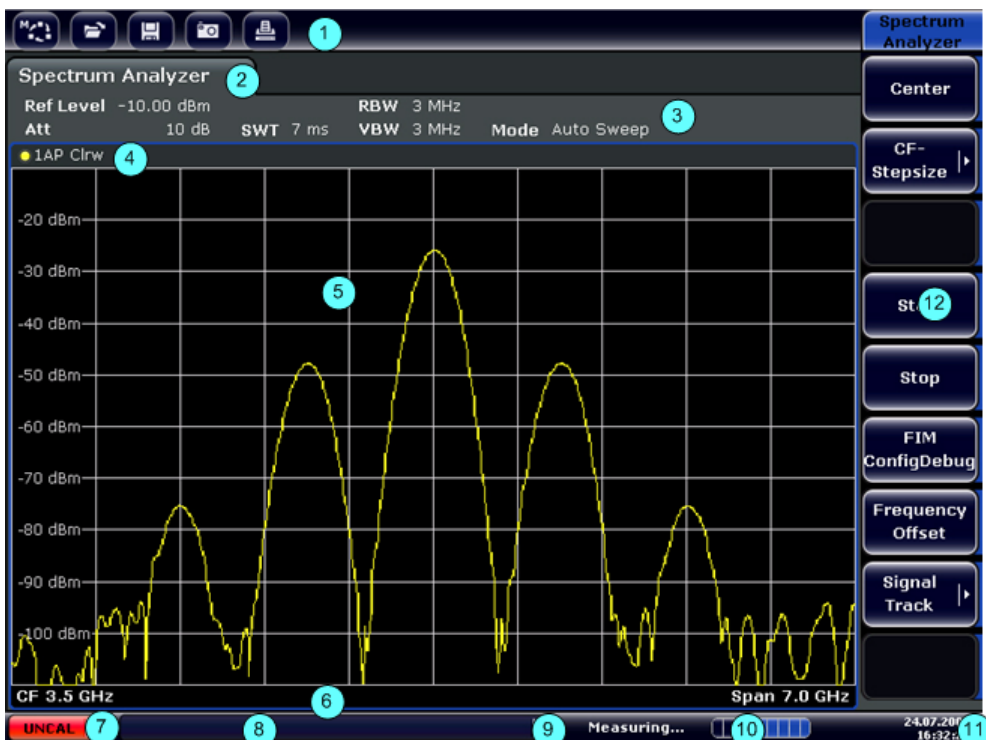 1
Spectrum Analyzer
Spectrum Analyzer 2
Ref Level -10.00 dBm RBW 3 MHz
Att 10 dB SWT 7 ms VBW 3 MHz Mode Auto Sweep 3
1AP Clrw 4
-20 dBm
-30 dBm
5
-40 dBm
-50 dBm
-60 dBm
-70 dBm
-80 dBm
-90 dBm
-100 dBm
CF 3.5 GHz 6 Span 7.0 GHz
Center
CF-
Stepsize
12
Stop
FIM
ConfigDebug
Frequency
Offset
Signal
Track
UNCAL 7 8 9 Measuring... 10 11